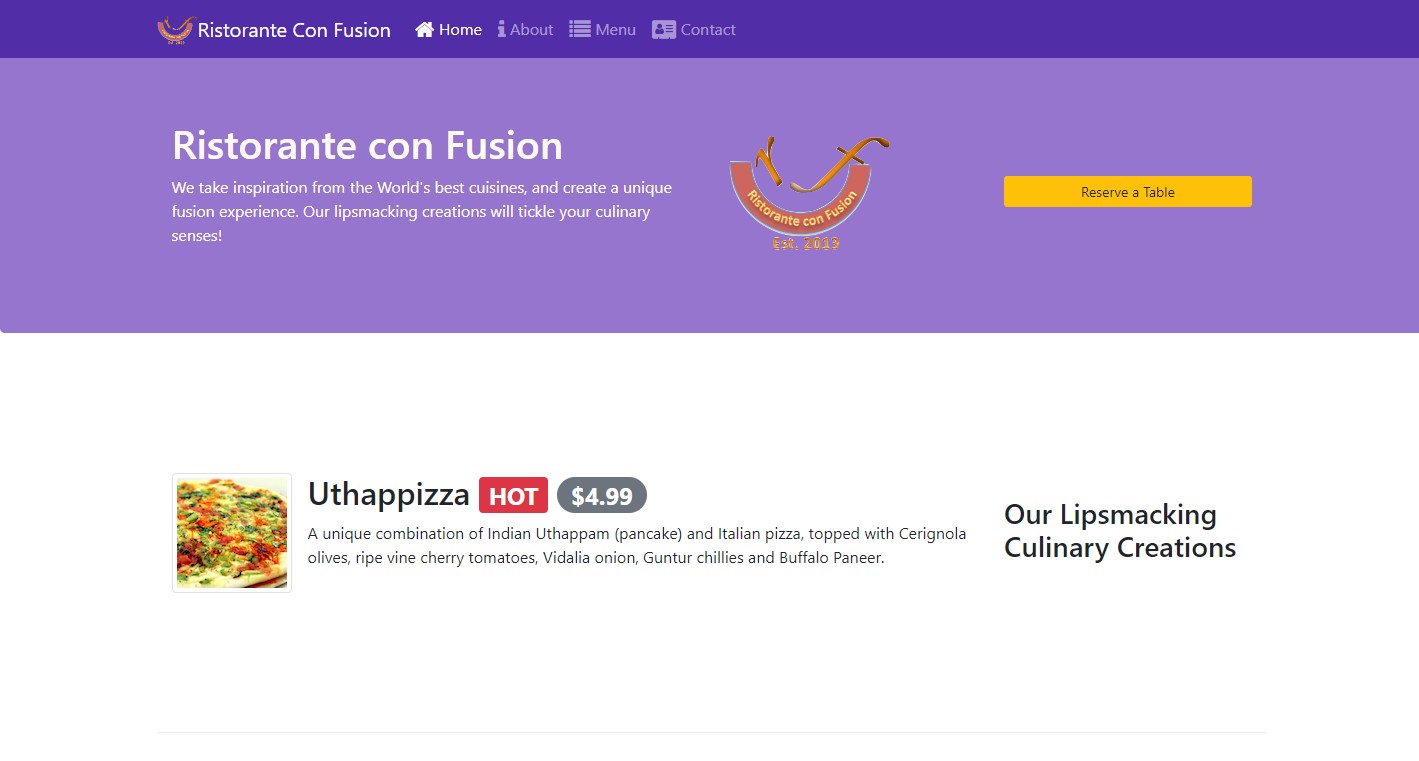 Ristorante Con Fusion Home About Menu Contact
Ristorante con Fusion
We take inspiration from the World's best cuisines, and create a unique
fusion experience. Our lipsmacking creations will tickle your culinary
senses!
Ristorante con Fusion
Est. 2019
Reserve a Table
Uthappizza HOT $4.99
A unique combination of Indian Uthappam (pancake) and Italian pizza, topped with Cerignola
olives, ripe vine cherry tomatoes, Vidalia onion, Guntur chillies and Buffalo Paneer.
Our Lipsmacking
Culinary Creations